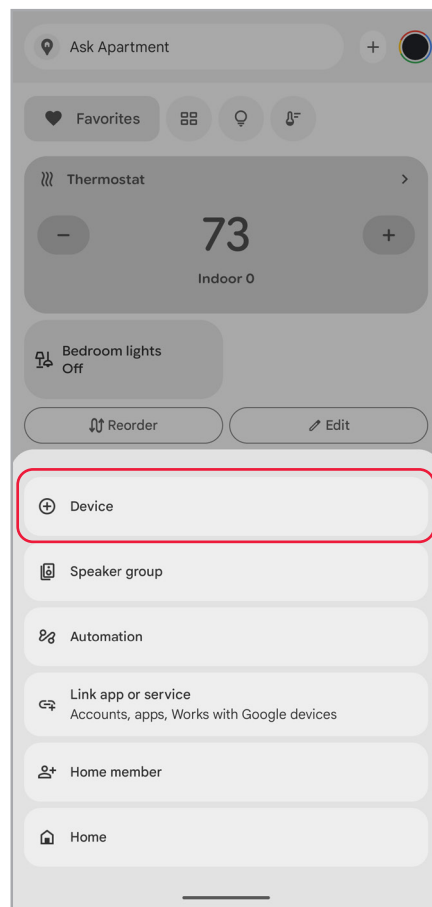 Ask Apartment
Favorites
Thermostat
73
Indoor 0
Bedroom lights
Off
Reorder
Edit
Device
Speaker group
Automation
Link app or service
Accounts, apps, Works with Google devices
Home member
Home